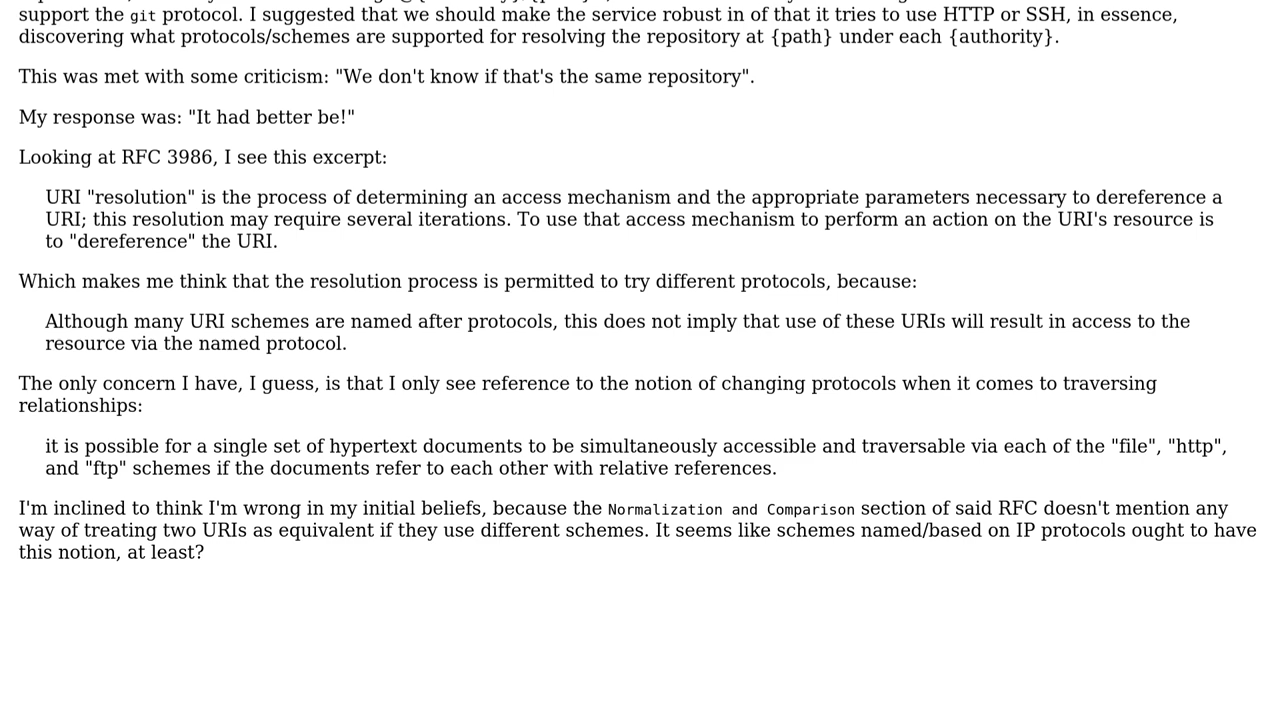 support the git protocol. I suggested that we should make the service robust in of that it tries to use HTTP or SSH, in essence,
discovering what protocols/schemes are supported for resolving the repository at {path} under each {authority}.
This was met with some criticism: "We don't know if that's the same repository".
My response was: "It had better be!"
Looking at RFC 3986, I see this excerpt:
URI "resolution" is the process of determining an access mechanism and the appropriate parameters necessary to dereference a
URI; this resolution may require several iterations. To use that access mechanism to perform an action on the URI's resource is
to "dereference" the URI.
Which makes me think that the resolution process is permitted to try different protocols, because:
Although many URI schemes are named after protocols, this does not imply that use of these URIs will result in access to the
resource via the named protocol.
The only concern I have, I guess, is that I only see reference to the notion of changing protocols when it comes to traversing
relationships:
it is possible for a single set of hypertext documents to be simultaneously accessible and traversable via each of the "file", "http",
and "ftp" schemes if the documents refer to each other with relative references.
I'm inclined to think I'm wrong in my initial beliefs, because the Normalization and Comparison section of said RFC doesn't mention any
way of treating two URIs as equivalent if they use different schemes. It seems like schemes named/based on IP protocols ought to have
this notion, at least?